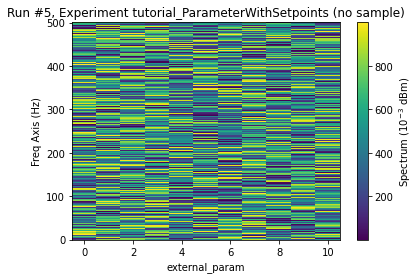 Run #5, Experiment tutorial_ParameterWithSetpoints (no sample)
500
400
300
200
100
0
Freq Axis (Hz)
0 2 4 6 8 10
external_param
800
600
400
200
Spectrum (10⁻³ dBm)